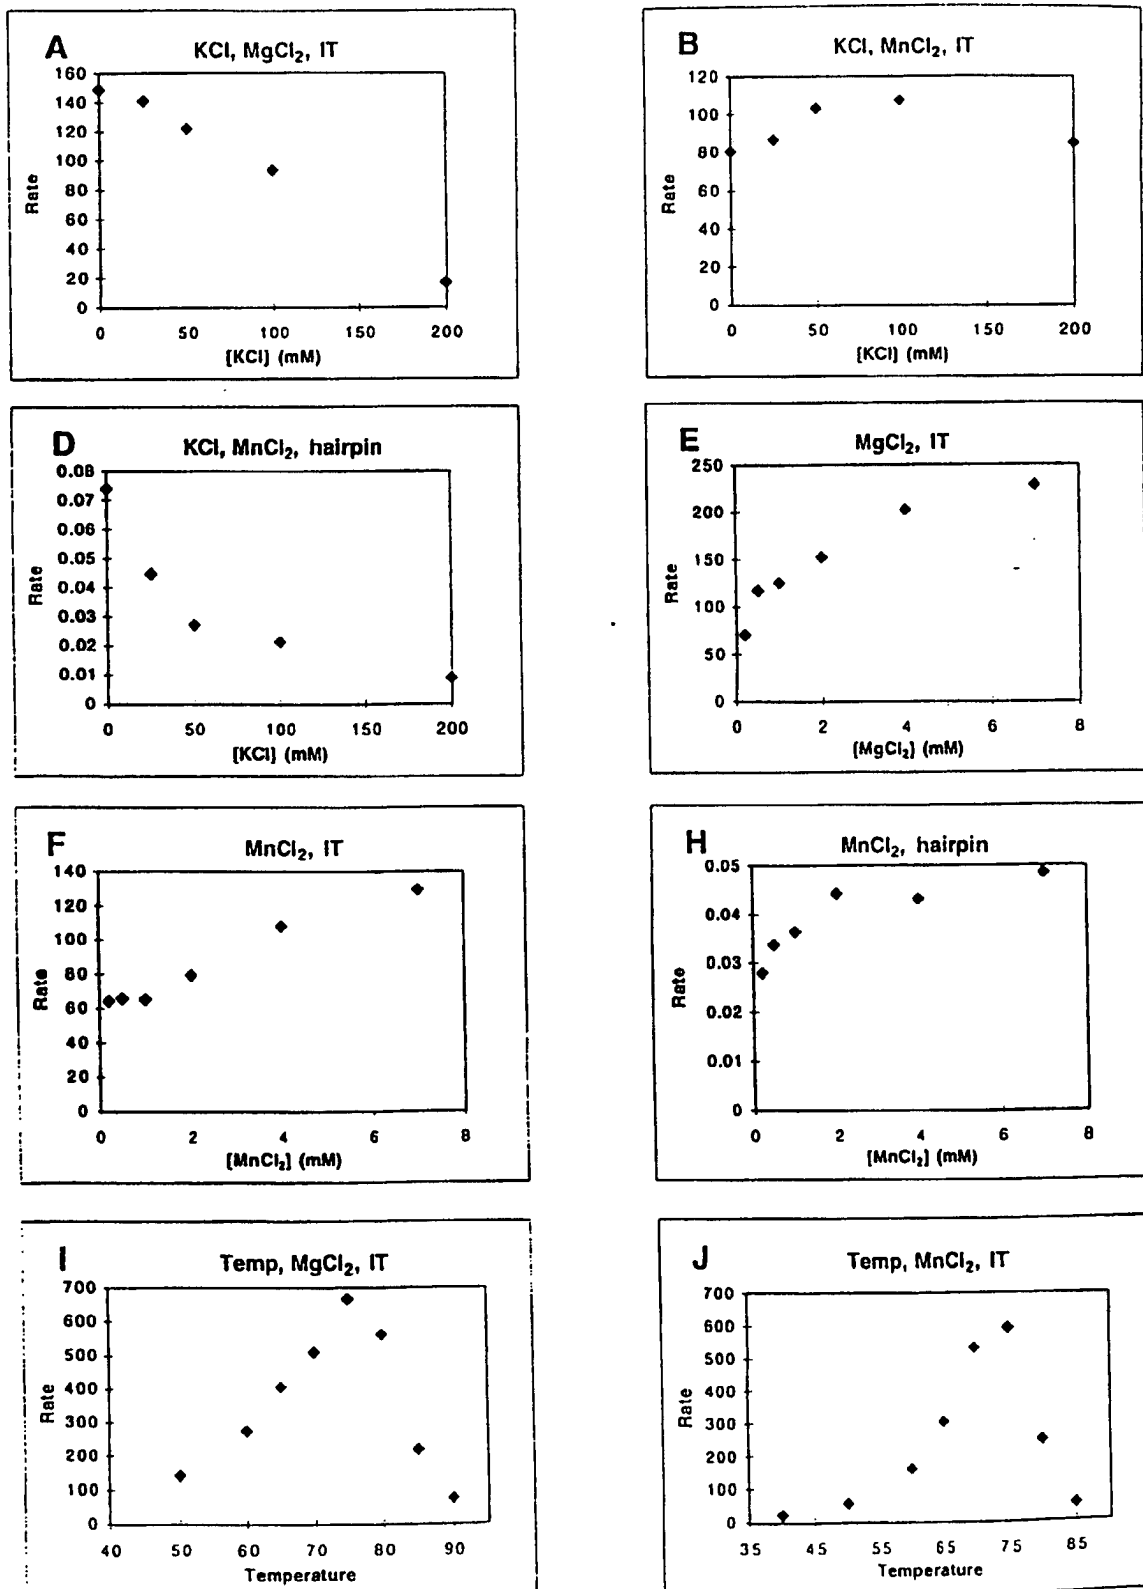 A
KCl, MgCl₂, IT
160
140
120
100
80
60
40
20
0
Rate
0 50 100 150 200
[KCl] (mM)
B
KCl, MnCl₂, IT
120
100
80
60
40
20
0
Rate
0 50 100 150 200
[KCl] (mM)
D
KCl, MnCl₂, hairpin
0.08
0.07
0.06
0.05
0.04
0.03
0.02
0.01
0
Rate
0 50 100 150 200
[KCl] (mM)
E
MgCl₂, IT
250
200
150
100
50
0
Rate
0 2 4 6 8
[MgCl₂] (mM)
F
MnCl₂, IT
140
120
100
80
60
40
20
0
Rate
0 2 4 6 8
[MnCl₂] (mM)
H
MnCl₂, hairpin
0.05
0.04
0.03
0.02
0.01
0
Rate
0 2 4 6 8
[MnCl₂] (mM)
I
Temp, MgCl₂, IT
700
600
500
400
300
200
100
0
Rate
40 50 60 70 80 90
Temperature
J
Temp, MnCl₂, IT
700
600
500
400
300
200
100
0
Rate
35 45 55 65 75 85
Temperature